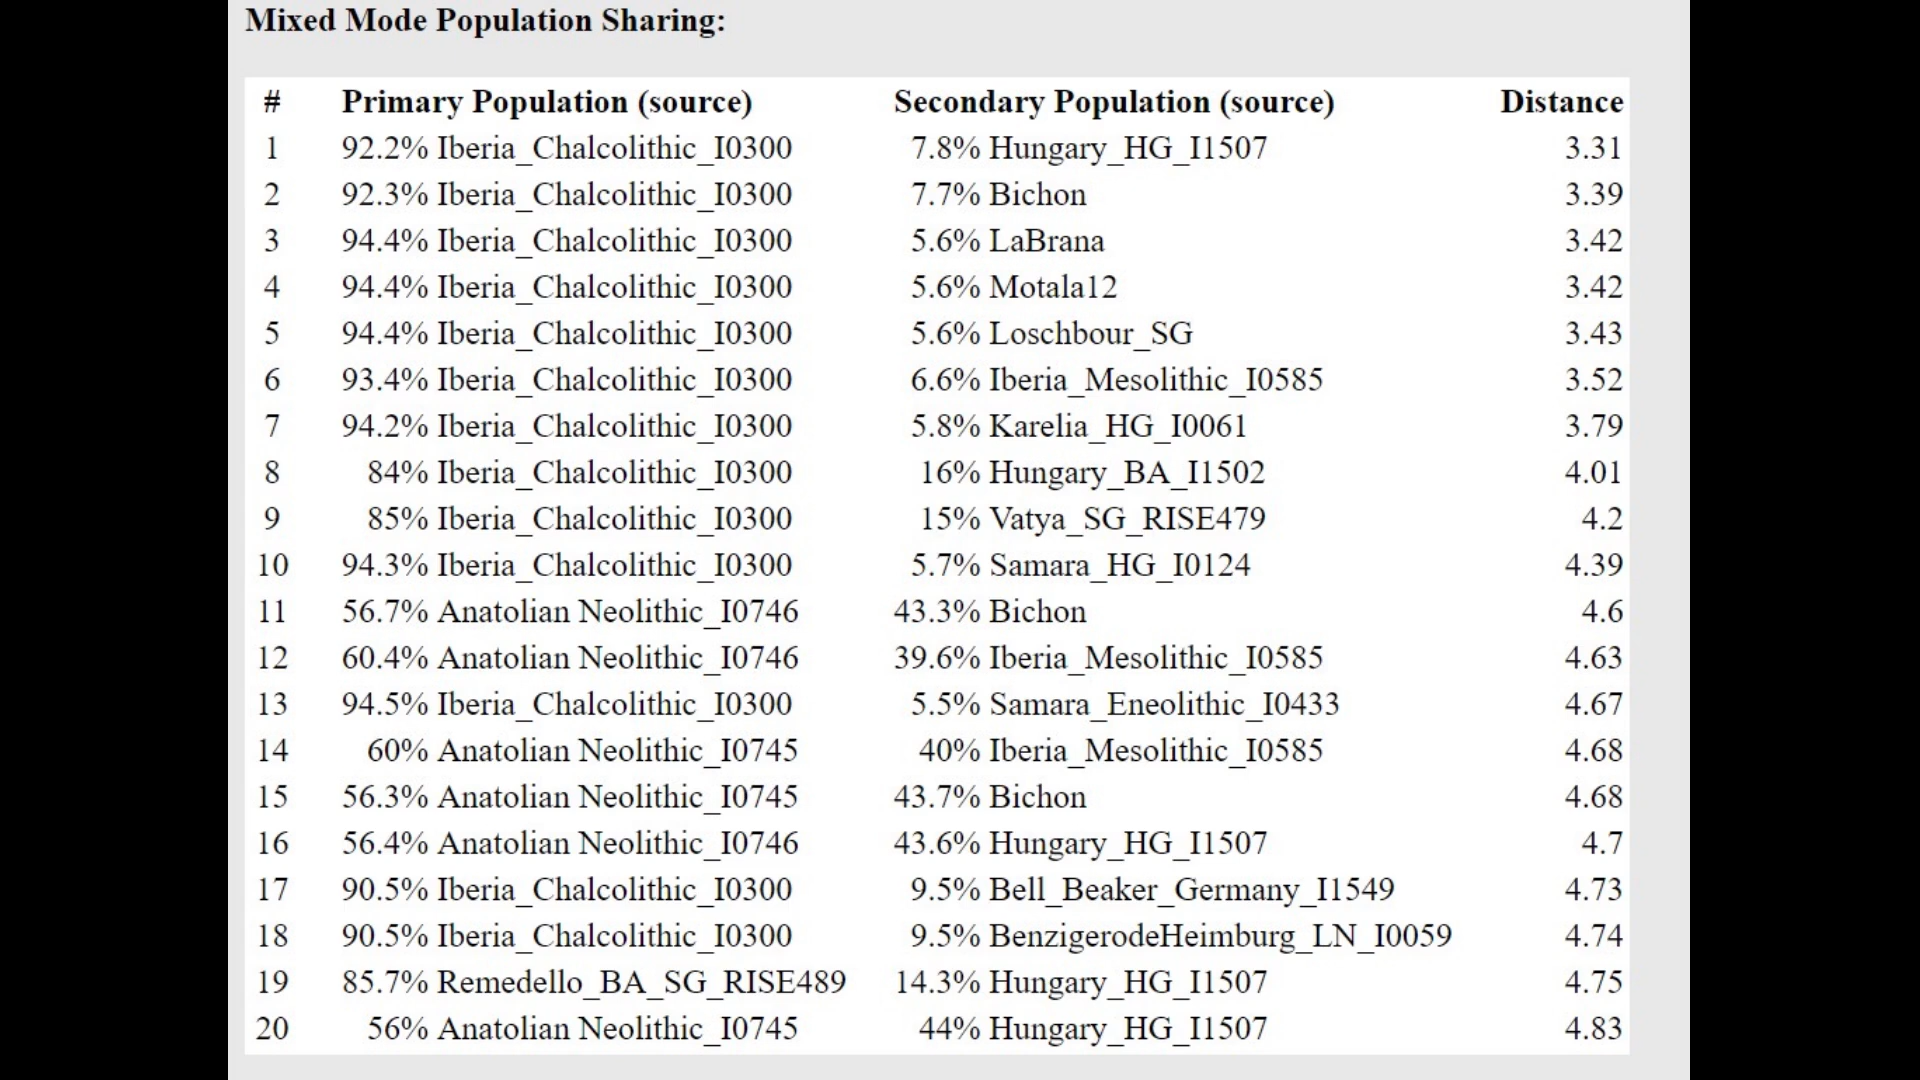 Mixed Mode Population Sharing:
# Primary Population (source) Secondary Population (source) Distance
1 92.2% Iberia_Chalcolithic_I0300 7.8% Hungary_HG_I1507 3.31
2 92.3% Iberia_Chalcolithic_I0300 7.7% Bichon 3.39
3 94.4% Iberia_Chalcolithic_I0300 5.6% LaBrana 3.42
4 94.4% Iberia_Chalcolithic_I0300 5.6% Motala12 3.42
5 94.4% Iberia_Chalcolithic_I0300 5.6% Loschbour_SG 3.43
6 93.4% Iberia_Chalcolithic_I0300 6.6% Iberia_Mesolithic_I0585 3.52
7 94.2% Iberia_Chalcolithic_I0300 5.8% Karelia_HG_I0061 3.79
8 84% Iberia_Chalcolithic_I0300 16% Hungary_BA_I1502 4.01
9 85% Iberia_Chalcolithic_I0300 15% Vatya_SG_RISE479 4.2
10 94.3% Iberia_Chalcolithic_I0300 5.7% Samara_HG_I0124 4.39
11 56.7% Anatolian Neolithic_I0746 43.3% Bichon 4.6
12 60.4% Anatolian Neolithic_I0746 39.6% Iberia_Mesolithic_I0585 4.63
13 94.5% Iberia_Chalcolithic_I0300 5.5% Samara_Eneolithic_I0433 4.67
14 60% Anatolian Neolithic_I0745 40% Iberia_Mesolithic_I0585 4.68
15 56.3% Anatolian Neolithic_I0745 43.7% Bichon 4.68
16 56.4% Anatolian Neolithic_I0746 43.6% Hungary_HG_I1507 4.7
17 90.5% Iberia_Chalcolithic_I0300 9.5% Bell_Beaker_Germany_I1549 4.73
18 90.5% Iberia_Chalcolithic_I0300 9.5% BenzigerodeHeimburg_LN_I0059 4.74
19 85.7% Remedello_BA_SG_RISE489 14.3% Hungary_HG_I1507 4.75
20 56% Anatolian Neolithic_I0745 44% Hungary_HG_I1507 4.83